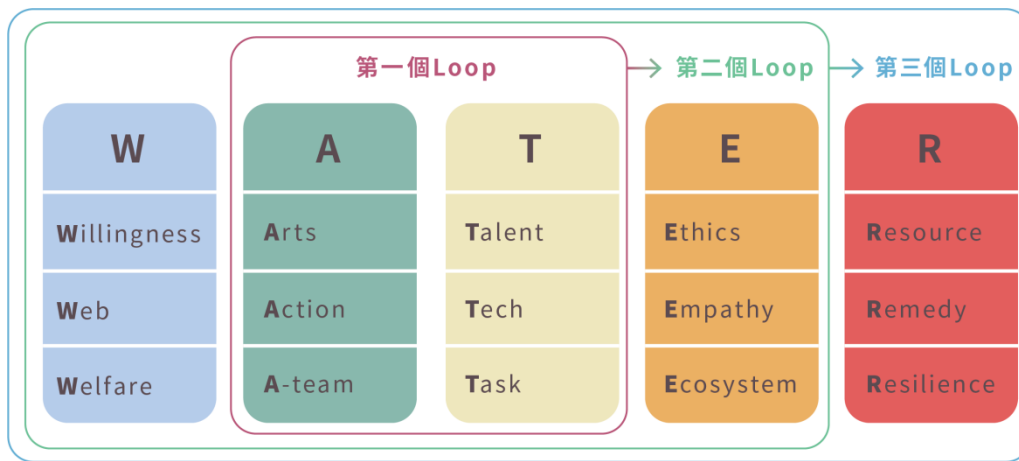 第一個Loop
第二個Loop
第三個Loop
W
A
T
E
R
Willingness
Arts
Talent
Ethics
Resource
Web
Action
Tech
Empathy
Remedy
Welfare
A-team
Task
Ecosystem
Resilience